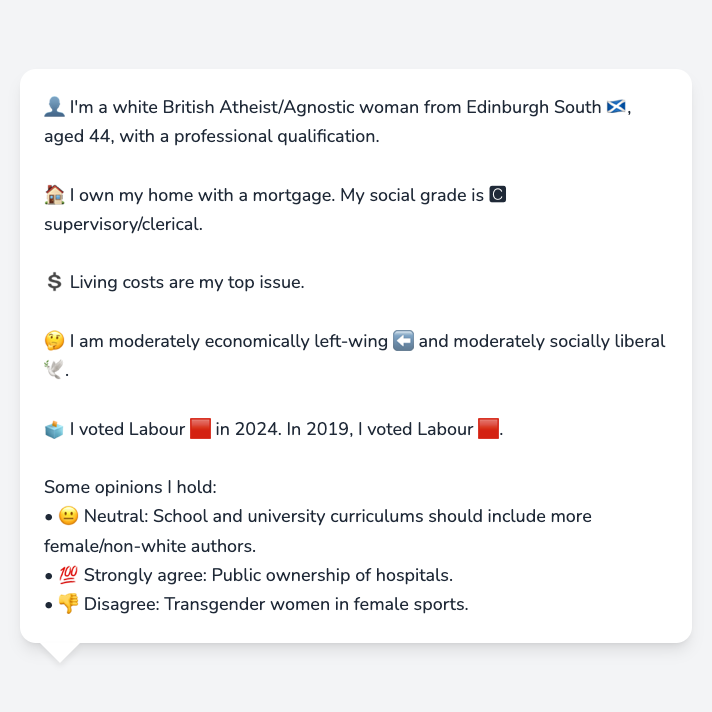 👤 I'm a white British Atheist/Agnostic woman from Edinburgh South 🏴󠁧󠁢󠁳󠁣󠁴󠁿,
aged 44, with a professional qualification.
🏠 I own my home with a mortgage. My social grade is 🅲
supervisory/clerical.
💲 Living costs are my top issue.
🤔 I am moderately economically left-wing ⬅️ and moderately socially liberal
🕊️.
🗳️ I voted Labour 🟥 in 2024. In 2019, I voted Labour 🟥.
Some opinions I hold:
• 😐 Neutral: School and university curriculums should include more
female/non-white authors.
• 💯 Strongly agree: Public ownership of hospitals.
• 👎 Disagree: Transgender women in female sports.